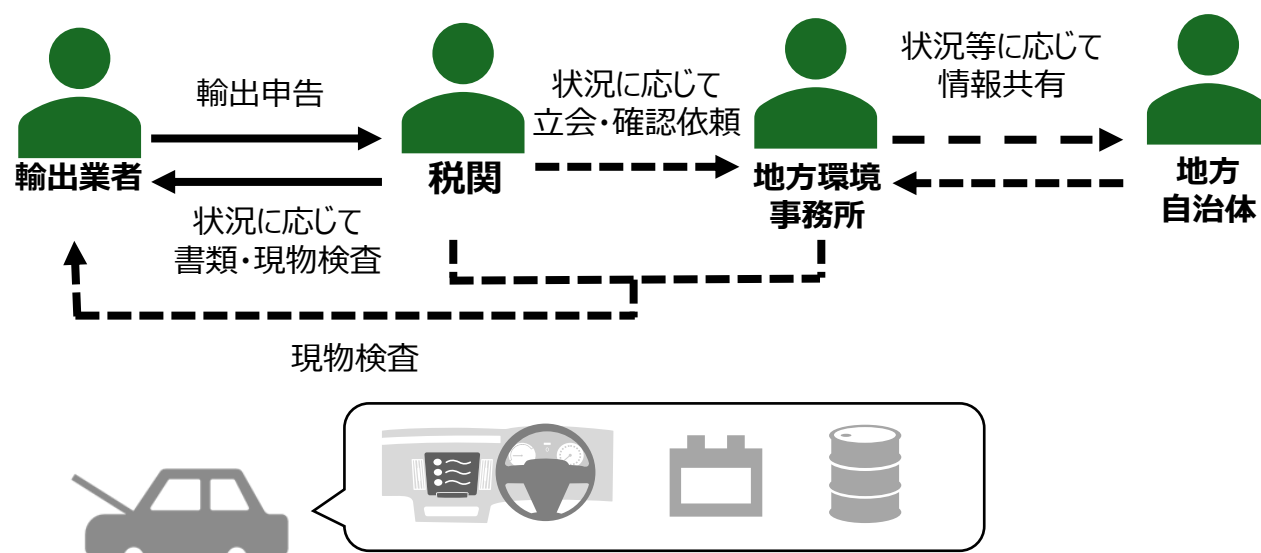 輸出申告
状況に応じて
立会・確認依頼
状況等に応じて
情報共有
輸出業者
税関
地方環境
事務所
地方
自治体
状況に応じて
書類・現物検査
現物検査